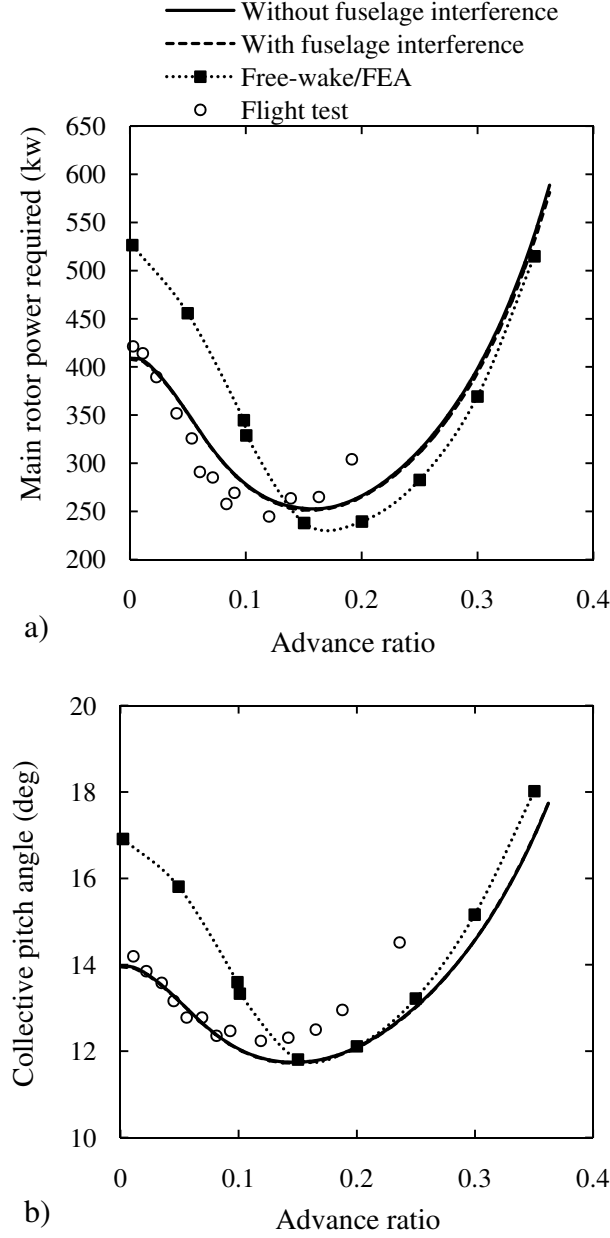 Without fuselage interference
With fuselage interference
Free-wake/FEA
Flight test
650
600
550
500
450
400
350
300
250
200
Main rotor power required (kw)
0 0.1 0.2 0.3 0.4
a)
Advance ratio
20
18
16
14
12
10
Collective pitch angle (deg)
0 0.1 0.2 0.3 0.4
b)
Advance ratio